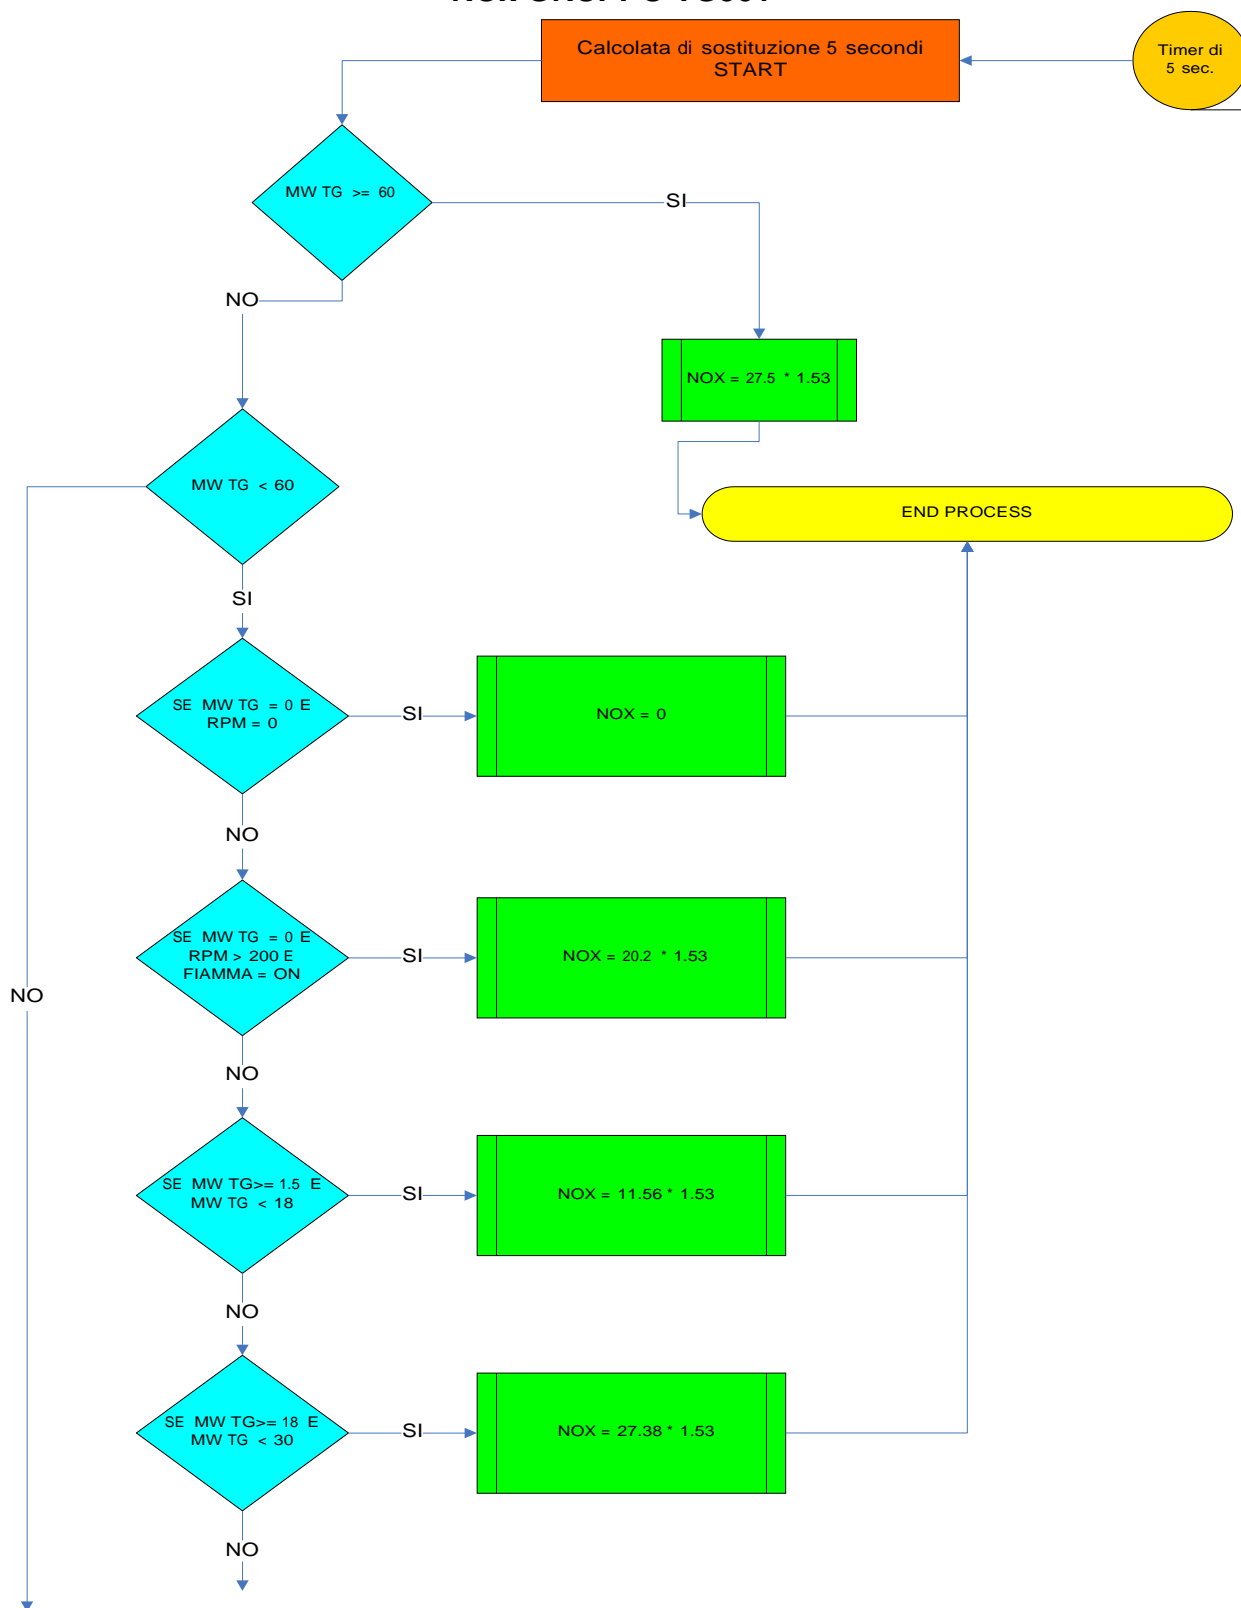 Calcolata di sostituzione 5 secondi
START
Timer di
5 sec.
MW TG >= 60
SI
NO
NOX = 27.5 * 1.53
MW TG < 60
END PROCESS
SI
SE MW TG = 0 E
RPM = 0
SI
NOX = 0
NO
SE MW TG = 0 E
RPM > 200 E
FIAMMA = ON
SI
NOX = 20.2 * 1.53
NO
NO
SE MW TG>= 1.5 E
MW TG < 18
SI
NOX = 11.56 * 1.53
NO
SE MW TG>= 18 E
MW TG < 30
SI
NOX = 27.38 * 1.53
NO